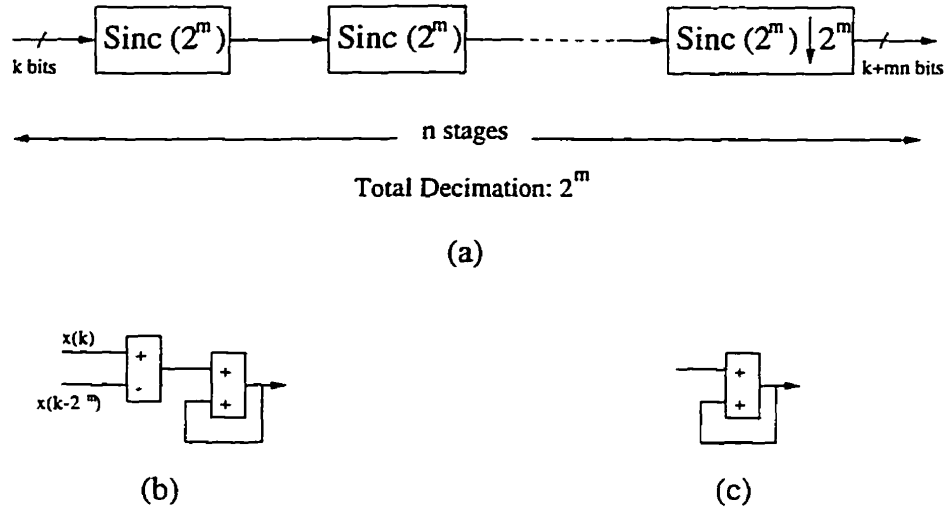 Sinc (2^m) Sinc (2^m) Sinc (2^m) ↓ 2^m
k bits k+mn bits
n stages
Total Decimation: 2^m
(a)
x(k) + + +
x(k-2^m) - + +
(b) (c)